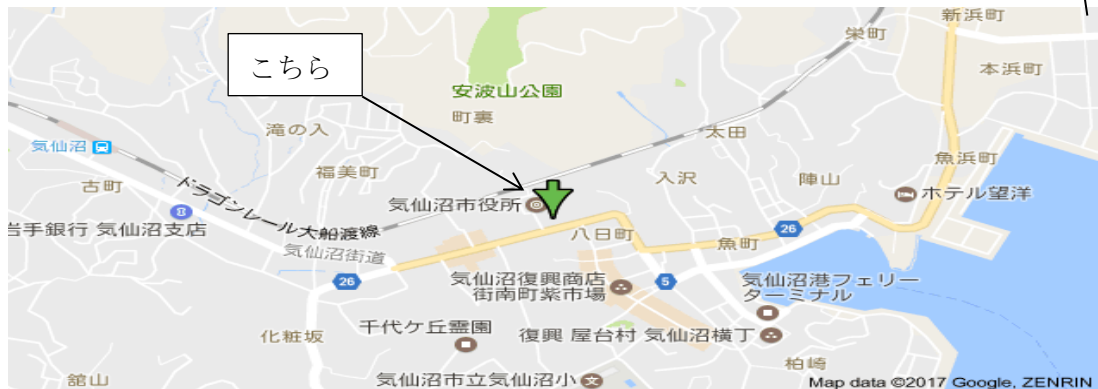 新浜町
栄町
本浜町
こちら
安波山公園
町裏
滝の入
太田
気仙沼
魚浜町
福美町
入沢
陣山
古町
ホテル望洋
気仙沼市役所
ドラゴンレール大船渡線
岩手銀行 気仙沼支店
八日町
26
魚町
気仙沼街道
26
気仙沼復興商店
街南町紫市場
5
気仙沼港フェリー
ターミナル
千代ケ丘霊園
復興 屋台村 気仙沼横丁
化粧坂
柏崎
舘山
気仙沼市立気仙沼小
Map data ©2017 Google, ZENRIN